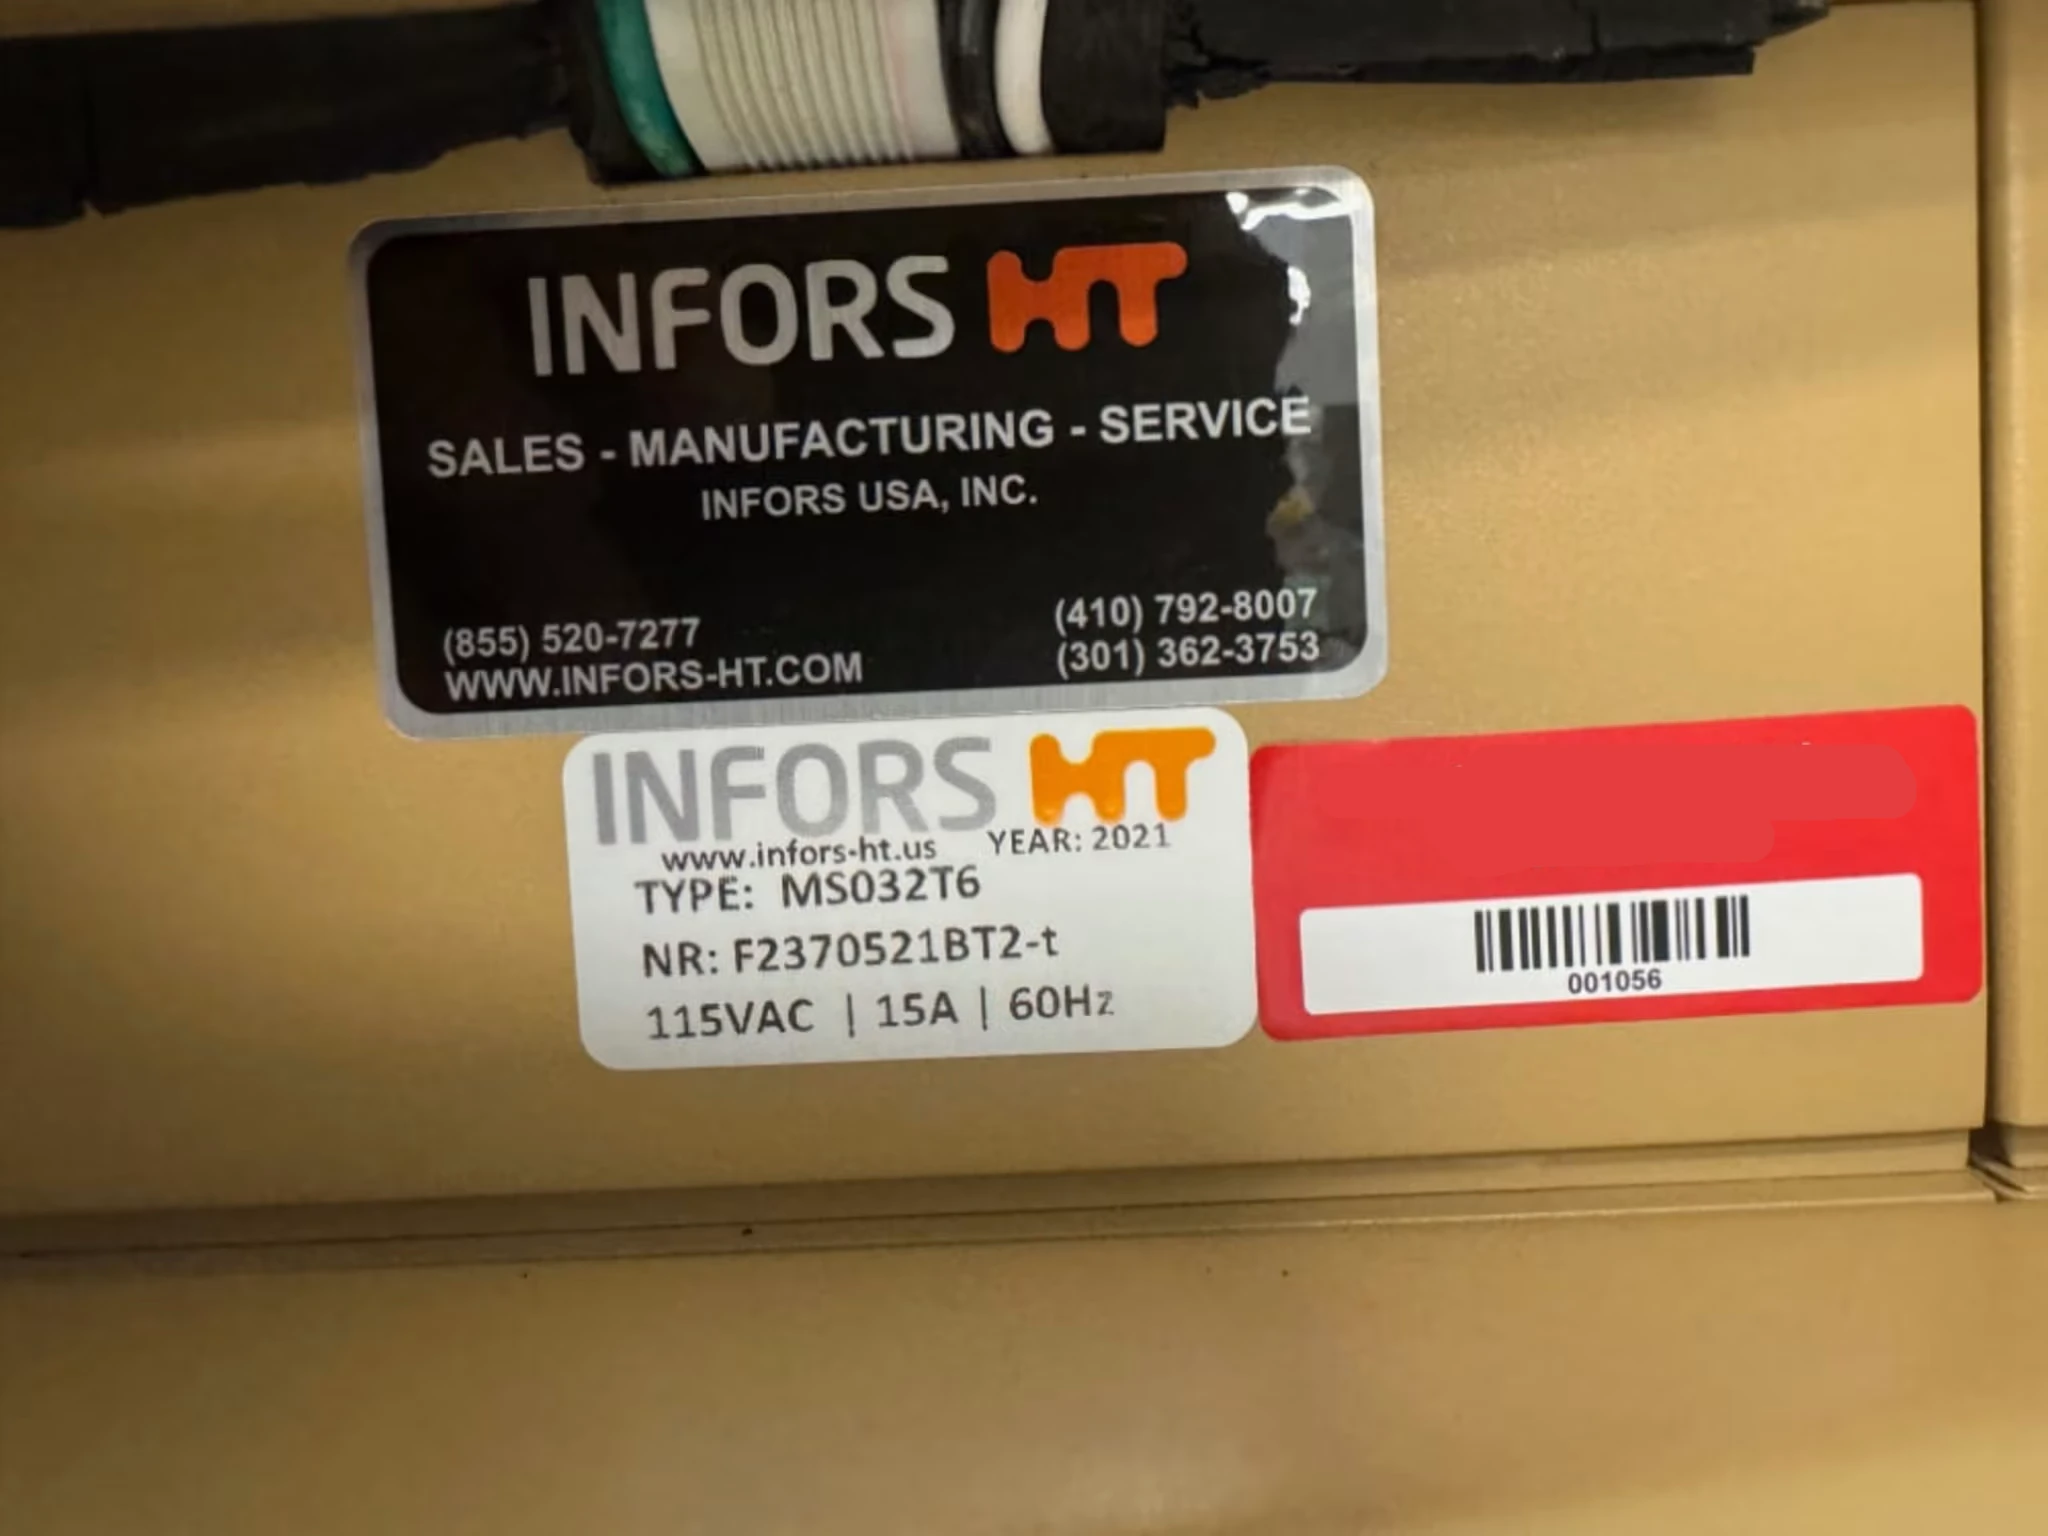 INFORS HT
SALES - MANUFACTURING - SERVICE
INFORS USA, INC.
(855) 520-7277
WWW.INFORS-HT.COM
(410) 792-8007
(301) 362-3753
INFORS HT
www.infors-ht.us YEAR: 2021
TYPE: MS032T6
NR: F2370521BT2-t
115VAC | 15A | 60Hz
001056